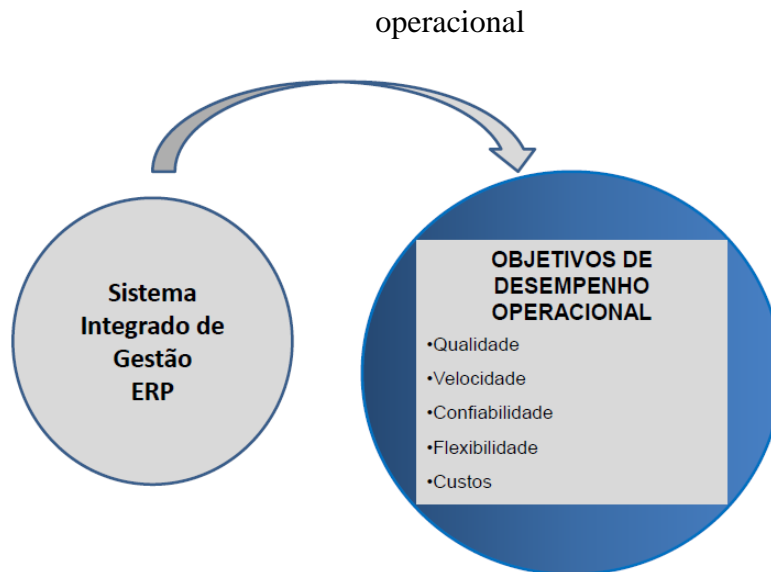 operacional
Sistema
Integrado de
Gestão
ERP
OBJETIVOS DE
DESEMPENHO
OPERACIONAL
•Qualidade
•Velocidade
•Confiabilidade
•Flexibilidade
•Custos